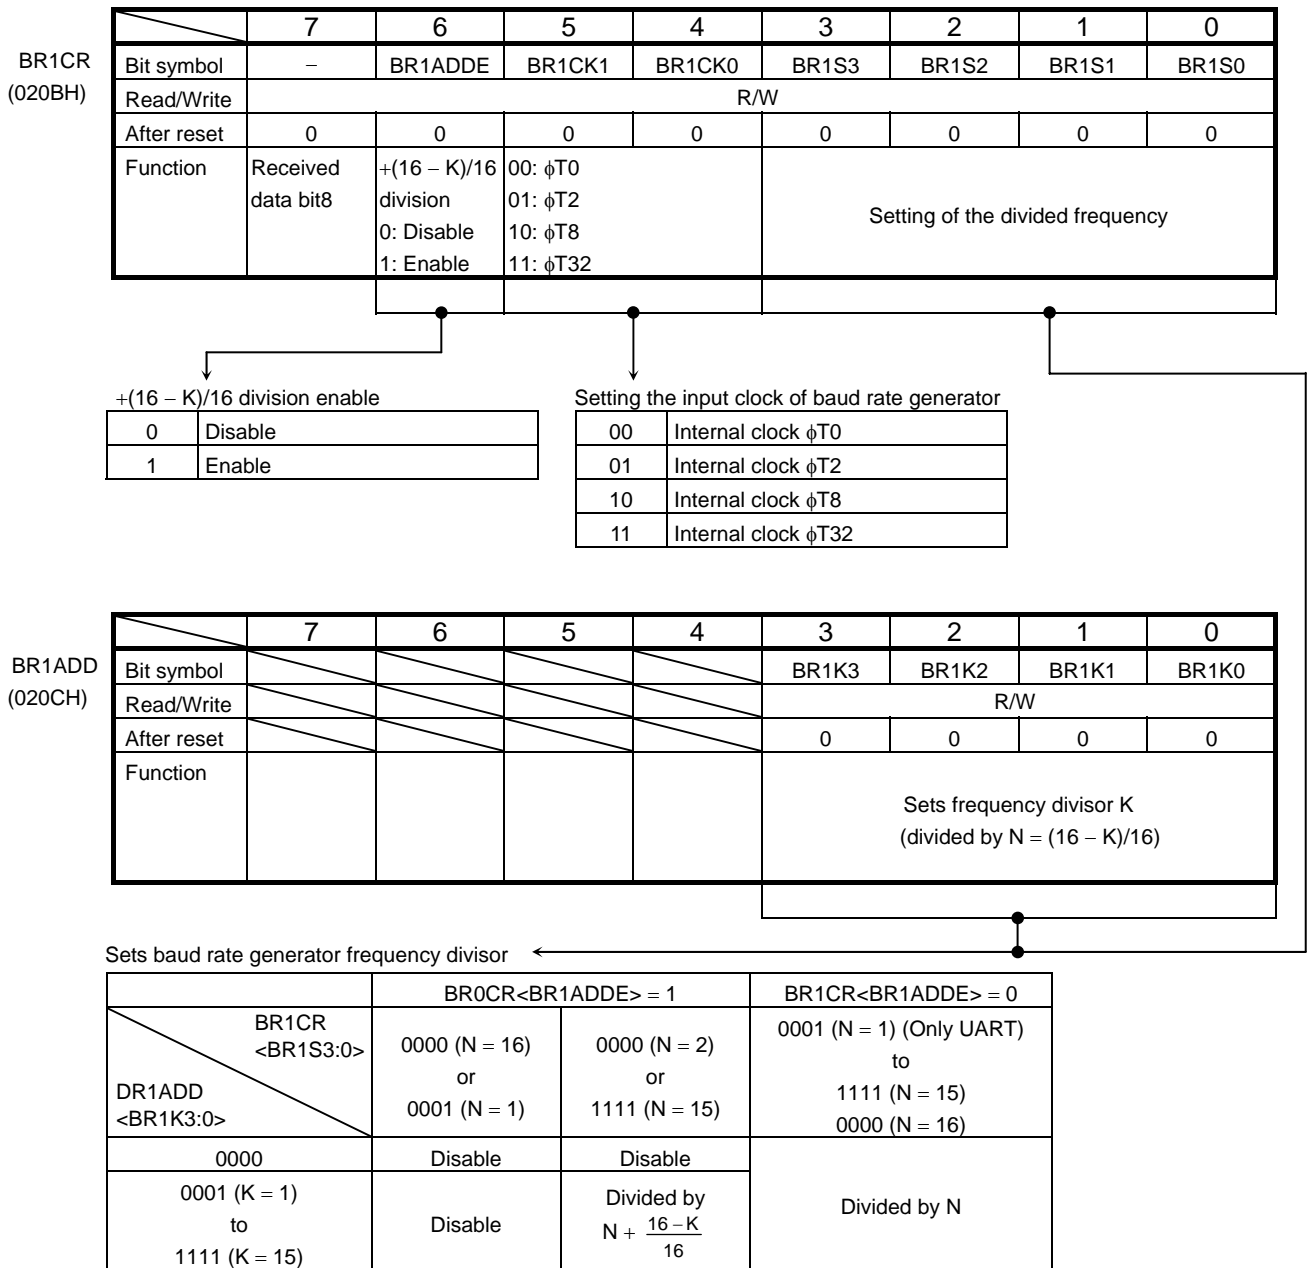 7 6 5 4 3 2 1 0
BR1CR
(020BH)
Bit symbol – BR1ADDE BR1CK1 BR1CK0 BR1S3 BR1S2 BR1S1 BR1S0
Read/Write R/W
After reset 0 0 0 0 0 0 0 0
Function
Received
data bit8
+(16 – K)/16
division
0: Disable
1: Enable
00: ϕT0
01: ϕT2
10: ϕT8
11: ϕT32
Setting of the divided frequency
+(16 – K)/16 division enable
0 Disable
1 Enable
Setting the input clock of baud rate generator
00 Internal clock ϕT0
01 Internal clock ϕT2
10 Internal clock ϕT8
11 Internal clock ϕT32
7 6 5 4 3 2 1 0
BR1ADD
(020CH)
Bit symbol BR1K3 BR1K2 BR1K1 BR1K0
Read/Write R/W
After reset 0 0 0 0
Function
Sets frequency divisor K
(divided by N = (16 – K)/16)
Sets baud rate generator frequency divisor
BR0CR<BR1ADDE> = 1 BR1CR<BR1ADDE> = 0
BR1CR
<BR1S3:0>
DR1ADD
<BR1K3:0>
0000 (N = 16)
or
0001 (N = 1)
0000 (N = 2)
or
1111 (N = 15)
0001 (N = 1) (Only UART)
to
1111 (N = 15)
0000 (N = 16)
0000 Disable Disable
0001 (K = 1)
to
1111 (K = 15)
Disable
Divided by
N + 16 – K
16
Divided by N